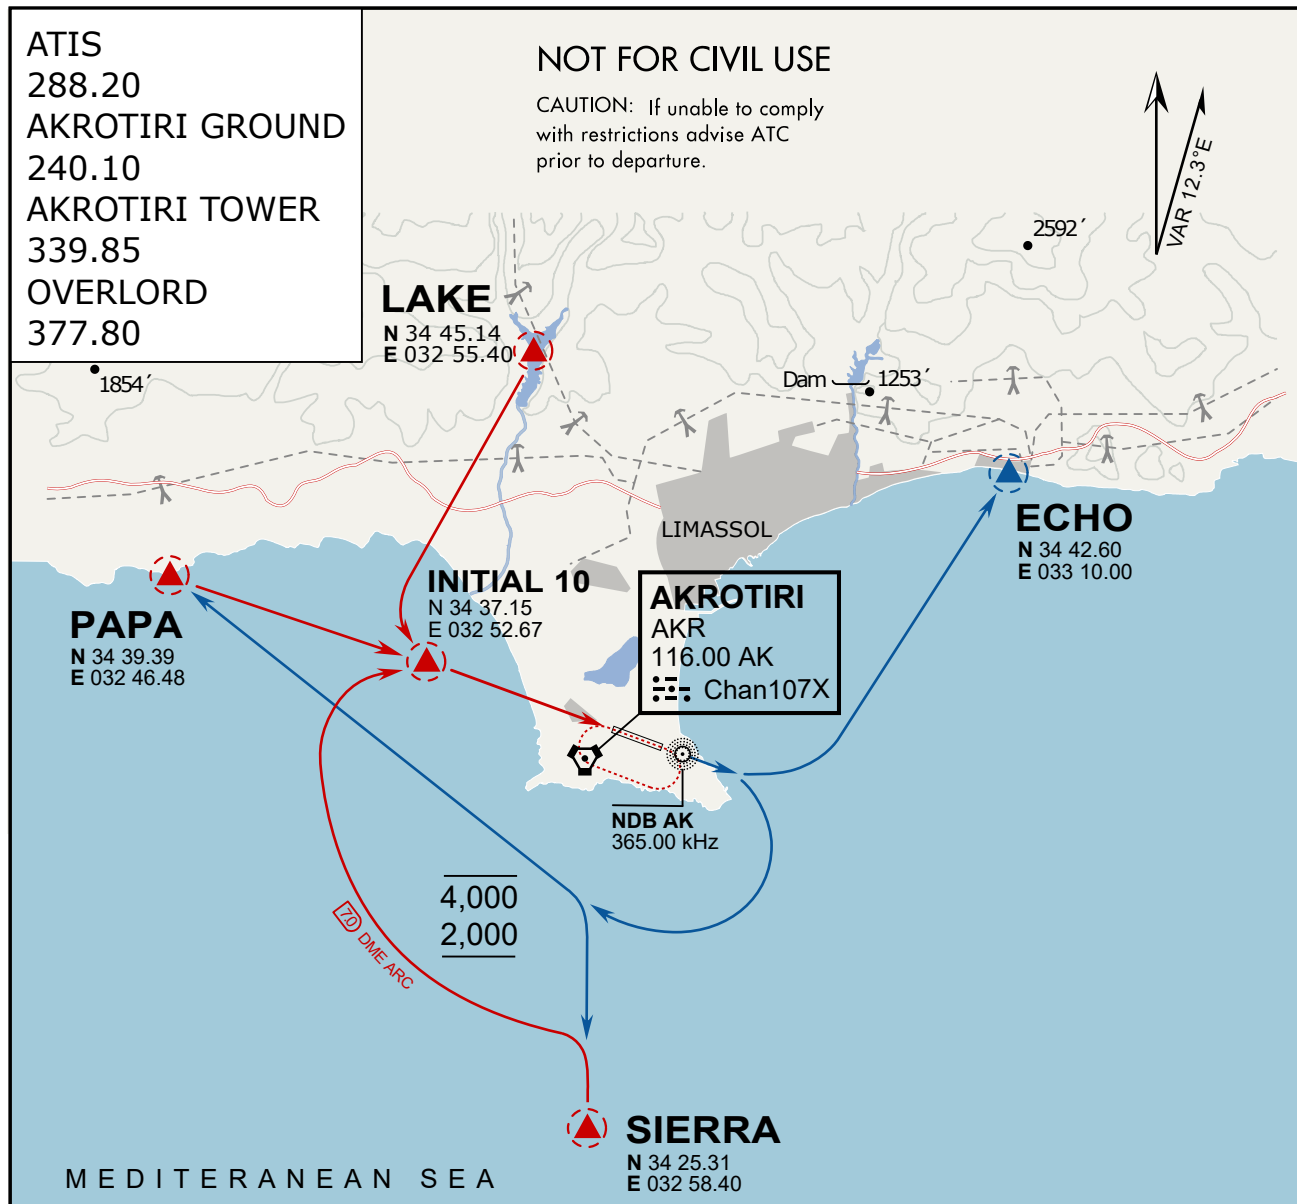 ATIS
288.20
AKROTIRI GROUND
240.10
AKROTIRI TOWER
339.85
OVERLORD
377.80
NOT FOR CIVIL USE
CAUTION: If unable to comply
with restrictions advise ATC
prior to departure.
VAR 12.3°E
2592´
LAKE
N 34 45.14
E 032 55.40
1854´
Dam
1253´
LIMASSOL
ECHO
N 34 42.60
E 033 10.00
INITIAL 10
N 34 37.15
E 032 52.67
PAPA
N 34 39.39
E 032 46.48
AKROTIRI
AKR
116.00 AK
Chan107X
NDB AK
365.00 kHz
4,000
2,000
7.0 DME ARC
SIERRA
N 34 25.31
E 032 58.40
MEDITERANEAN SEA